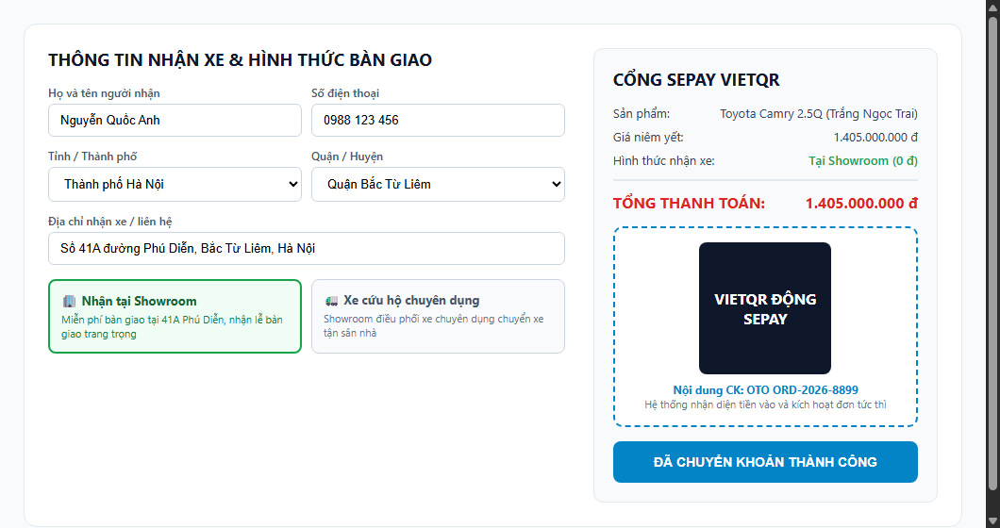 THÔNG TIN NHẬN XE & HÌNH THỨC BÀN GIAO
Họ và tên người nhận
Nguyễn Quốc Anh
Số điện thoại
0988 123 456
Tỉnh / Thành phố
Thành phố Hà Nội
Quận / Huyện
Quận Bắc Từ Liêm
Địa chỉ nhận xe / liên hệ
Số 41A đường Phú Diễn, Bắc Từ Liêm, Hà Nội
Nhận tại Showroom
Miễn phí bàn giao tại 41A Phú Diễn, nhận lễ bàn
giao trang trọng
Xe cứu hộ chuyên dụng
Showroom điều phối xe chuyên dụng chuyển xe
tận sân nhà
CỔNG SEPAY VIETQR
Sản phẩm: Toyota Camry 2.5Q (Trắng Ngọc Trai)
Giá niêm yết: 1.405.000.000 đ
Hình thức nhận xe: Tại Showroom (0 đ)
TỔNG THANH TOÁN: 1.405.000.000 đ
VIETQR ĐỘNG
SEPAY
Nội dung CK: OTO ORD-2026-8899
Hệ thống nhận diện tiền vào và kích hoạt đơn tức thì
ĐÃ CHUYỂN KHOẢN THÀNH CÔNG